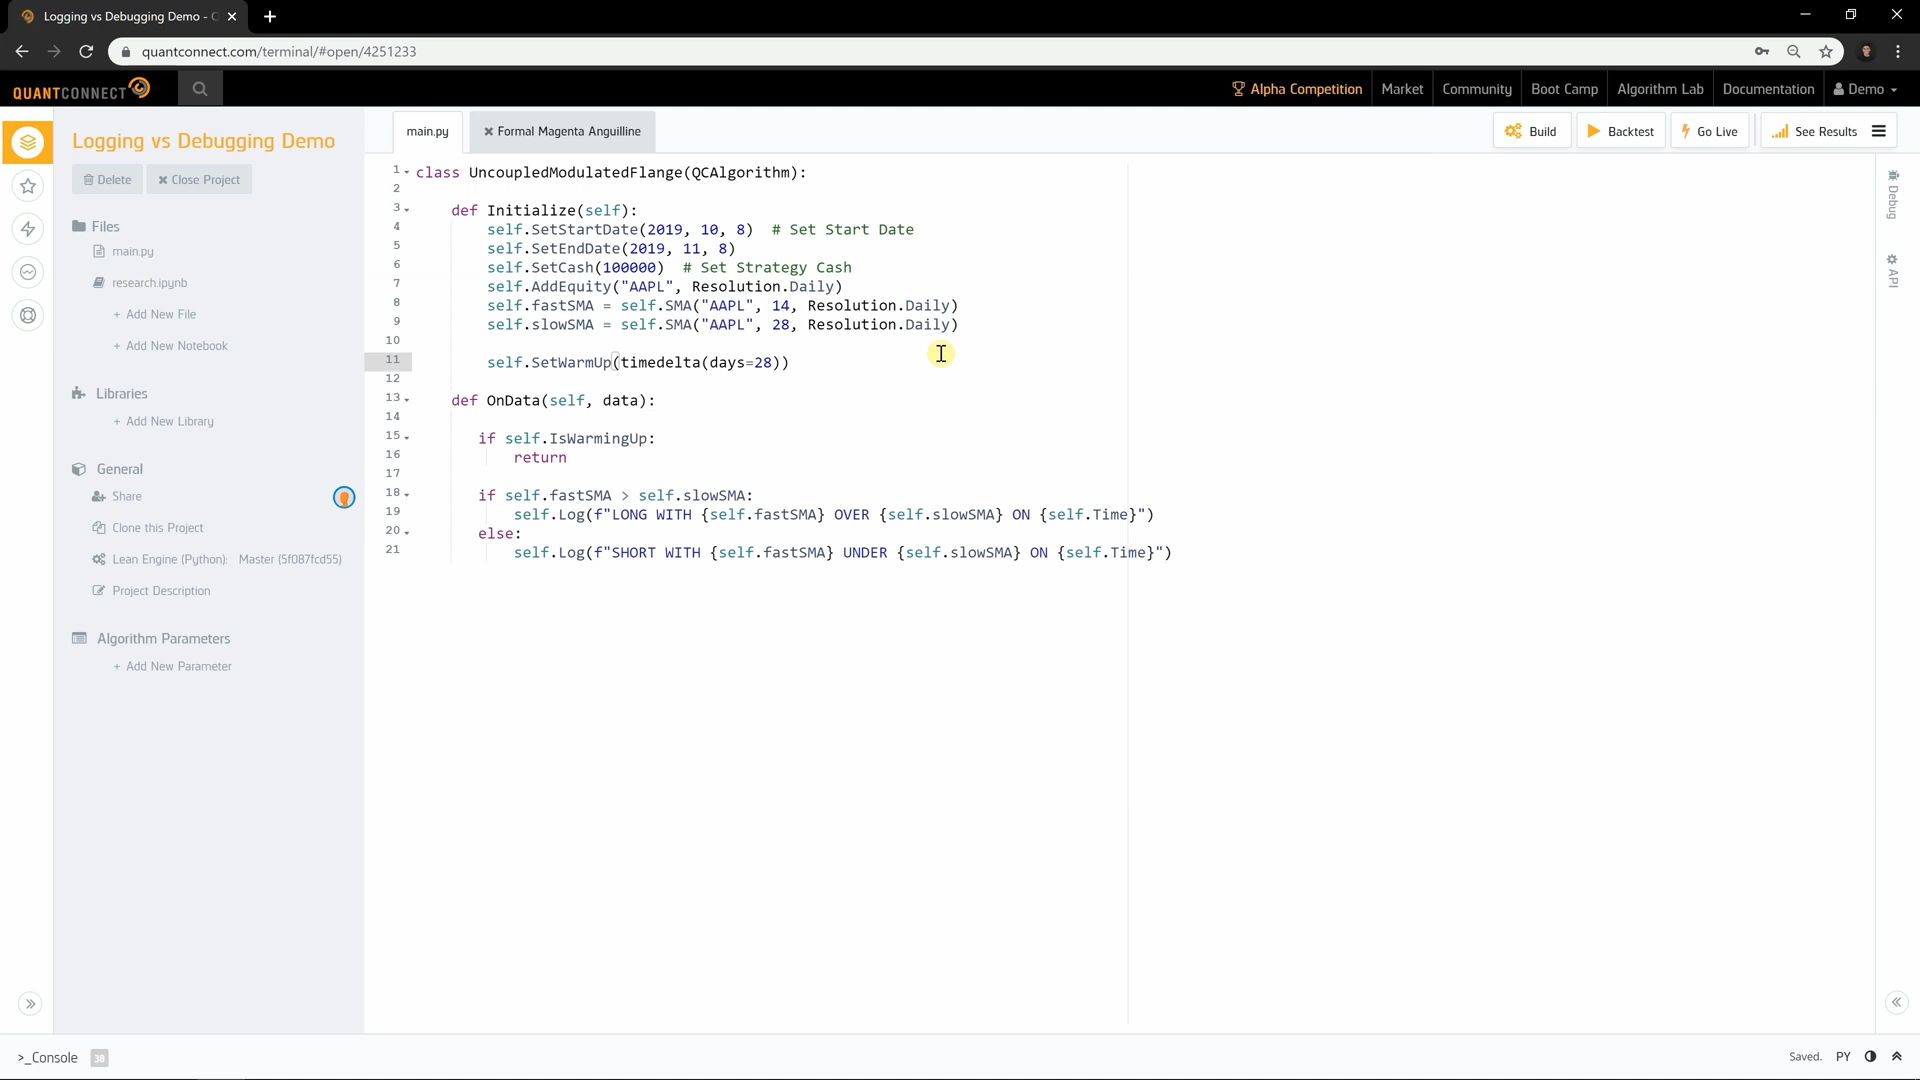 Logging vs Debugging Demo -
quantconnect.com/terminal/#open/4251233
QUANTCONNECT
Alpha Competition
Market
Community
Boot Camp
Algorithm Lab
Documentation
Demo
Logging vs Debugging Demo
Delete
Close Project
Files
main.py
research.ipynb
+ Add New File
+ Add New Notebook
Libraries
+ Add New Library
General
Share
Clone this Project
Lean Engine (Python): Master (5f087fcd55)
Project Description
Algorithm Parameters
+ Add New Parameter
main.py
Formal Magenta Anguilline
Build
Backtest
Go Live
See Results
1 class UncoupledModulatedFlange(QCAlgorithm):
2
3 def Initialize(self):
4 self.SetStartDate(2019, 10, 8)  # Set Start Date
5 self.SetEndDate(2019, 11, 8)
6 self.SetCash(100000)  # Set Strategy Cash
7 self.AddEquity("AAPL", Resolution.Daily)
8 self.fastSMA = self.SMA("AAPL", 14, Resolution.Daily)
9 self.slowSMA = self.SMA("AAPL", 28, Resolution.Daily)
10
11 self.SetWarmUp(timedelta(days=28))
12
13 def OnData(self, data):
14
15 if self.IsWarmingUp:
16 return
17
18 if self.fastSMA > self.slowSMA:
19 self.Log(f"LONG WITH {self.fastSMA} OVER {self.slowSMA} ON {self.Time}")
20 else:
21 self.Log(f"SHORT WITH {self.fastSMA} UNDER {self.slowSMA} ON {self.Time}")
Debug
API
>_Console 30
Saved. PY